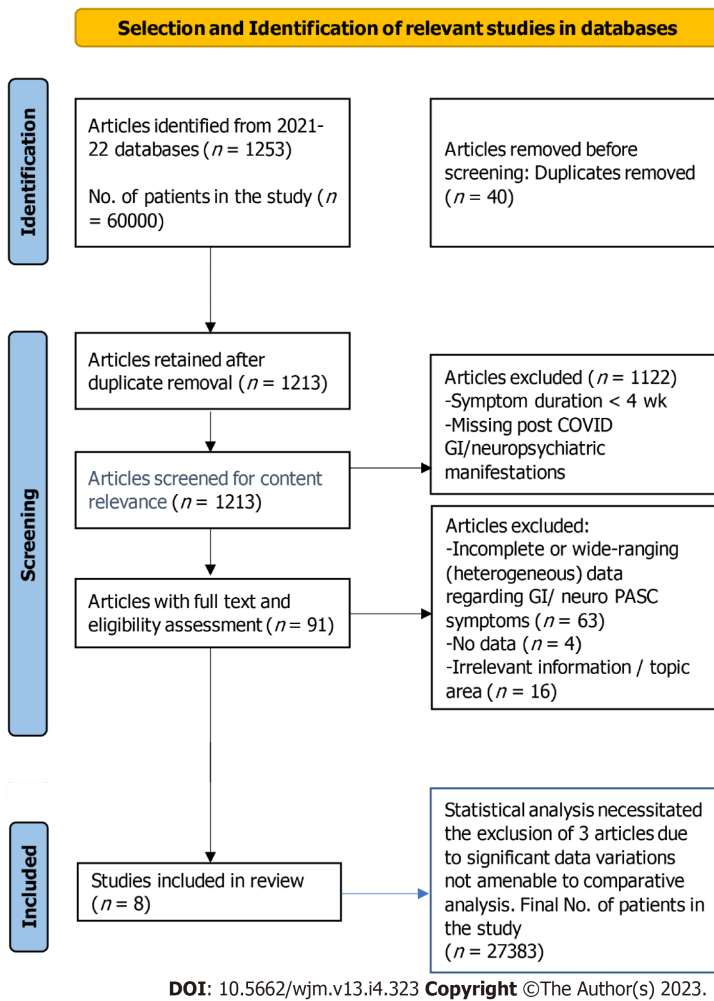 Selection and Identification of relevant studies in databases
Identification
Articles identified from 2021-
22 databases (n = 1253)
No. of patients in the study (n
= 60000)
Articles removed before
screening: Duplicates removed
(n = 40)
Screening
Articles retained after
duplicate removal (n = 1213)
Articles excluded (n = 1122)
-Symptom duration < 4 wk
-Missing post COVID
GI/neuropsychiatric
manifestations
Articles screened for content
relevance (n = 1213)
Articles excluded:
-Incomplete or wide-ranging
(heterogeneous) data
regarding GI/ neuro PASC
symptoms (n = 63)
-No data (n = 4)
-Irrelevant information / topic
area (n = 16)
Articles with full text and
eligibility assessment (n = 91)
Included
Studies included in review
(n = 8)
Statistical analysis necessitated
the exclusion of 3 articles due
to significant data variations
not amenable to comparative
analysis. Final No. of patients in
the study
(n = 27383)
DOI: 10.5662/wjm.v13.i4.323 Copyright ©The Author(s) 2023.